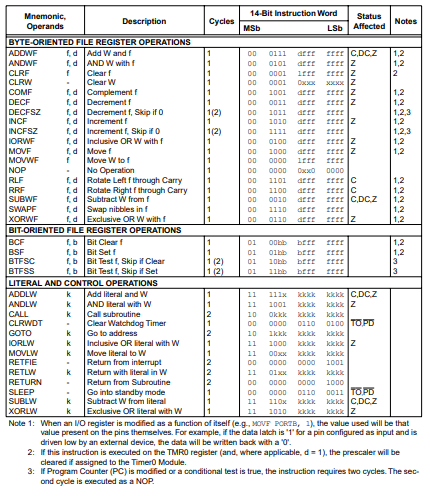 Mnemonic, Operands Description Cycles 14-Bit Instruction Word MSb LSb Status Affected Notes
BYTE-ORIENTED FILE REGISTER OPERATIONS
ADDWF f, d Add W and f 1 00 0111 dfff ffff C,DC,Z 1,2
ANDWF f, d AND W with f 1 00 0101 dfff ffff Z 1,2
CLRF f Clear f 1 00 0001 lfff ffff Z 2
CLRW - Clear W 1 00 0001 0xxx xxxx Z
COMF f, d Complement f 1 00 1001 dfff ffff Z 1,2
DECF f, d Decrement f 1 00 0011 dfff ffff Z 1,2
DECFSZ f, d Decrement f, Skip if 0 1(2) 00 1011 dfff ffff 1,2,3
INCF f, d Increment f 1 00 1010 dfff ffff Z 1,2
INCFSZ f, d Increment f, Skip if 0 1(2) 00 1111 dfff ffff 1,2,3
IORWF f, d Inclusive OR W with f 1 00 0100 dfff ffff Z 1,2
MOVF f, d Move f 1 00 1000 dfff ffff Z 1,2
MOVWF f Move W to f 1 00 0000 lfff ffff
NOP - No Operation 1 00 0000 0xx0 0000
RLF f, d Rotate Left f through Carry 1 00 1101 dfff ffff C 1,2
RRF f, d Rotate Right f through Carry 1 00 1100 dfff ffff C 1,2
SUBWF f, d Subtract W from f 1 00 0010 dfff ffff C,DC,Z 1,2
SWAPF f, d Swap nibbles in f 1 00 1110 dfff ffff 1,2
XORWF f, d Exclusive OR W with f 1 00 0110 dfff ffff Z 1,2
BIT-ORIENTED FILE REGISTER OPERATIONS
BCF f, b Bit Clear f 1 01 00bb bfff ffff 1,2
BSF f, b Bit Set f 1 01 01bb bfff ffff 1,2
BTFSC f, b Bit Test f, Skip if Clear 1 (2) 01 10bb bfff ffff 3
BTFSS f, b Bit Test f, Skip if Set 1 (2) 01 11bb bfff ffff 3
LITERAL AND CONTROL OPERATIONS
ADDLW k Add literal and W 1 11 111x kkkk kkkk C,DC,Z
ANDLW k AND literal with W 1 11 1001 kkkk kkkk Z
CALL k Call subroutine 2 10 0kkk kkkk kkkk
CLRWDT - Clear Watchdog Timer 1 00 0000 0110 0100 TO,PD
GOTO k Go to address 2 10 1kkk kkkk kkkk
IORLW k Inclusive OR literal with W 1 11 1000 kkkk kkkk Z
MOVLW k Move literal to W 1 11 00xx kkkk kkkk
RETFIE - Return from interrupt 2 00 0000 0000 1001
RETLW k Return with literal in W 2 11 01xx kkkk kkkk
RETURN - Return from Subroutine 2 00 0000 0000 1000
SLEEP - Go into standby mode 1 00 0000 0110 0011 TO,PD
SUBLW k Subtract W from literal 1 11 110x kkkk kkkk C,DC,Z
XORLW k Exclusive OR literal with W 1 11 1010 kkkk kkkk Z
Note 1: When an I/O register is modified as a function of itself (e.g., MOVF PORTB, 1), the value used will be that
value present on the pins themselves. For example, if the data latch is '1' for a pin configured as input and is
driven low by an external device, the data will be written back with a '0'.
2: If this instruction is executed on the TMR0 register (and, where applicable, d = 1), the prescaler will be
cleared if assigned to the Timer0 Module.
3: If Program Counter (PC) is modified or a conditional test is true, the instruction requires two cycles. The sec-
ond cycle is executed as a NOP.